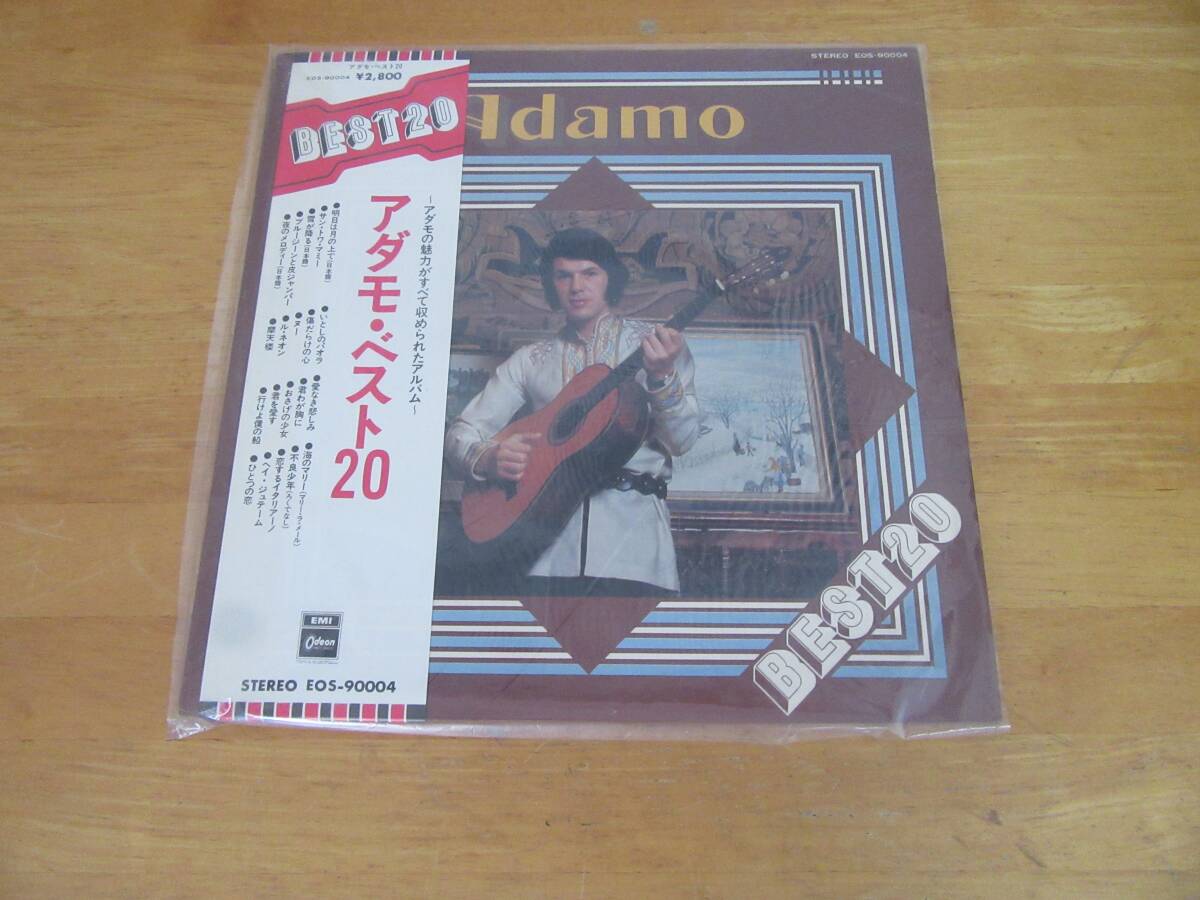 アダモ・ベスト20
EOS-90004 ¥2,800
BEST20
アダモ・ベスト20
~アダモの魅力がすべて収められたアルバム~
●明日は月の上で(日本語)
●サン・トワ・マミー
●雪が降る(日本語)
●ブルージーンと皮ジャンパー
●夜のメロディー(日本語)
●いとしのパオラ
●傷だらけの心
●ヌー
●ル・ネオン
●摩天楼
●愛なき悲しみ
●君わが胸に
●おさげの少女
●君を愛す
●行けよ僕の船
●海のマリー(マリー・ラ・メール)
●不良少年(ろくでなし)
●恋するイタリアーノ
●ヘイ・ジュテーム
●ひとつの恋
EMI
Odeon
STEREO EOS-90004
STEREO EOS-90004
Adamo
BEST20